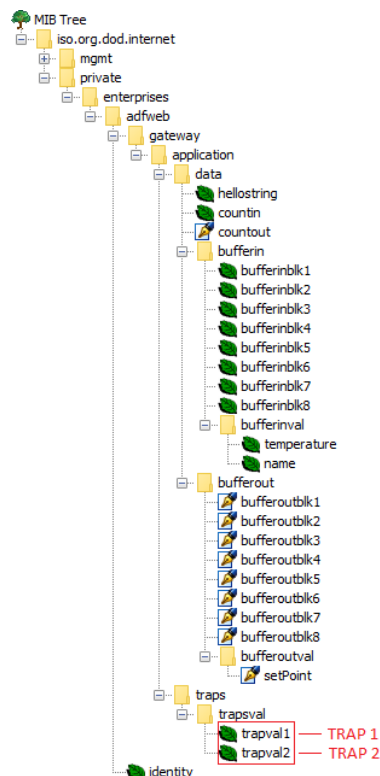 MIB Tree
iso.org.dod.internet
mgmt
private
enterprises
adfweb
gateway
application
data
hellostring
countin
countout
bufferin
bufferinblk1
bufferinblk2
bufferinblk3
bufferinblk4
bufferinblk5
bufferinblk6
bufferinblk7
bufferinblk8
bufferinval
temperature
name
bufferout
bufferoutblk1
bufferoutblk2
bufferoutblk3
bufferoutblk4
bufferoutblk5
bufferoutblk6
bufferoutblk7
bufferoutblk8
bufferoutval
setPoint
traps
trapsval
trapval1 TRAP 1
trapval2 TRAP 2
identity